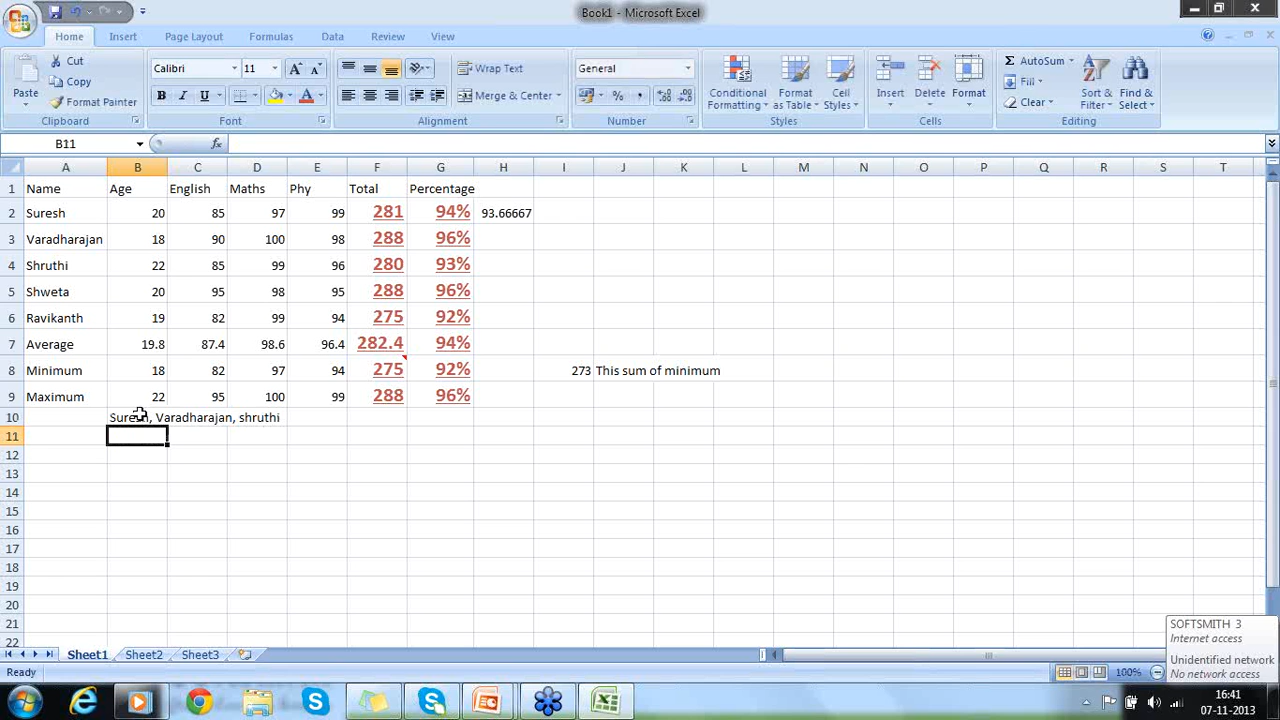 Book1 - Microsoft Excel
Home Insert Page Layout Formulas Data Review View
Paste Cut Copy Format Painter Clipboard
Calibri 11 A A B I U A Font
Wrap Text Merge & Center Alignment
General % , Number
Conditional Formatting Format as Table Cell Styles Styles
Insert Delete Format Cells
Σ AutoSum Fill Clear Sort & Filter Find & Select Editing
B11 fx
A B C D E F G H I J K L M N O P Q R S T
1 Name Age English Maths Phy Total Percentage
2 Suresh 20 85 97 99 281 94% 93.66667
3 Varadharajan 18 90 100 98 288 96%
4 Shruthi 22 85 99 96 280 93%
5 Shweta 20 95 98 95 288 96%
6 Ravikanth 19 82 99 94 275 92%
7 Average 19.8 87.4 98.6 96.4 282.4 94%
8 Minimum 18 82 97 94 275 92% 273 This sum of minimum
9 Maximum 22 95 100 99 288 96%
10 Suresh, Varadharajan, shruthi
11
12
13
14
15
16
17
18
19
20
21
22
SOFTSMITH 3
Internet access
Unidentified network
No network access
Sheet1 Sheet2 Sheet3
Ready 100%
16:41
07-11-2013